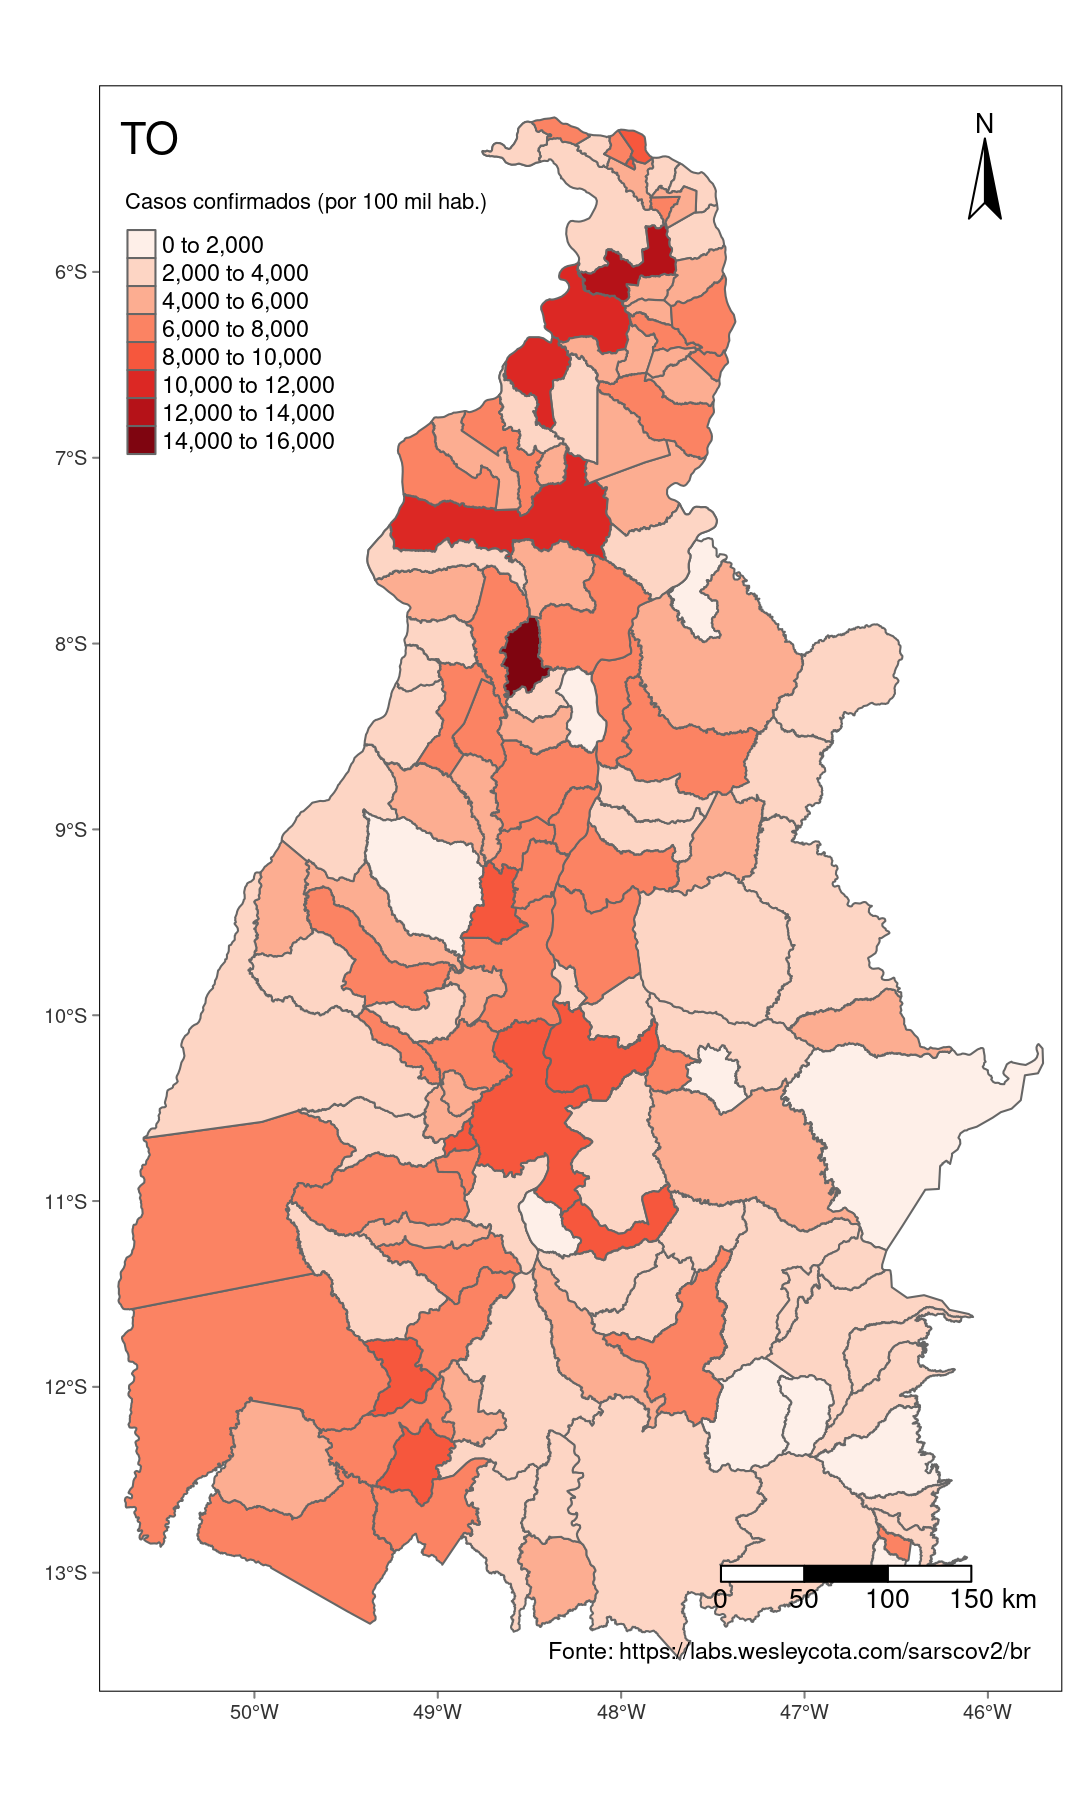 TO
N
Casos confirmados (por 100 mil hab.)
0 to 2,000
2,000 to 4,000
4,000 to 6,000
6,000 to 8,000
8,000 to 10,000
10,000 to 12,000
12,000 to 14,000
14,000 to 16,000
6°S
7°S
8°S
9°S
10°S
11°S
12°S
13°S
0 50 100 150 km
Fonte: https://labs.wesleycota.com/sarscov2/br
50°W 49°W 48°W 47°W 46°W